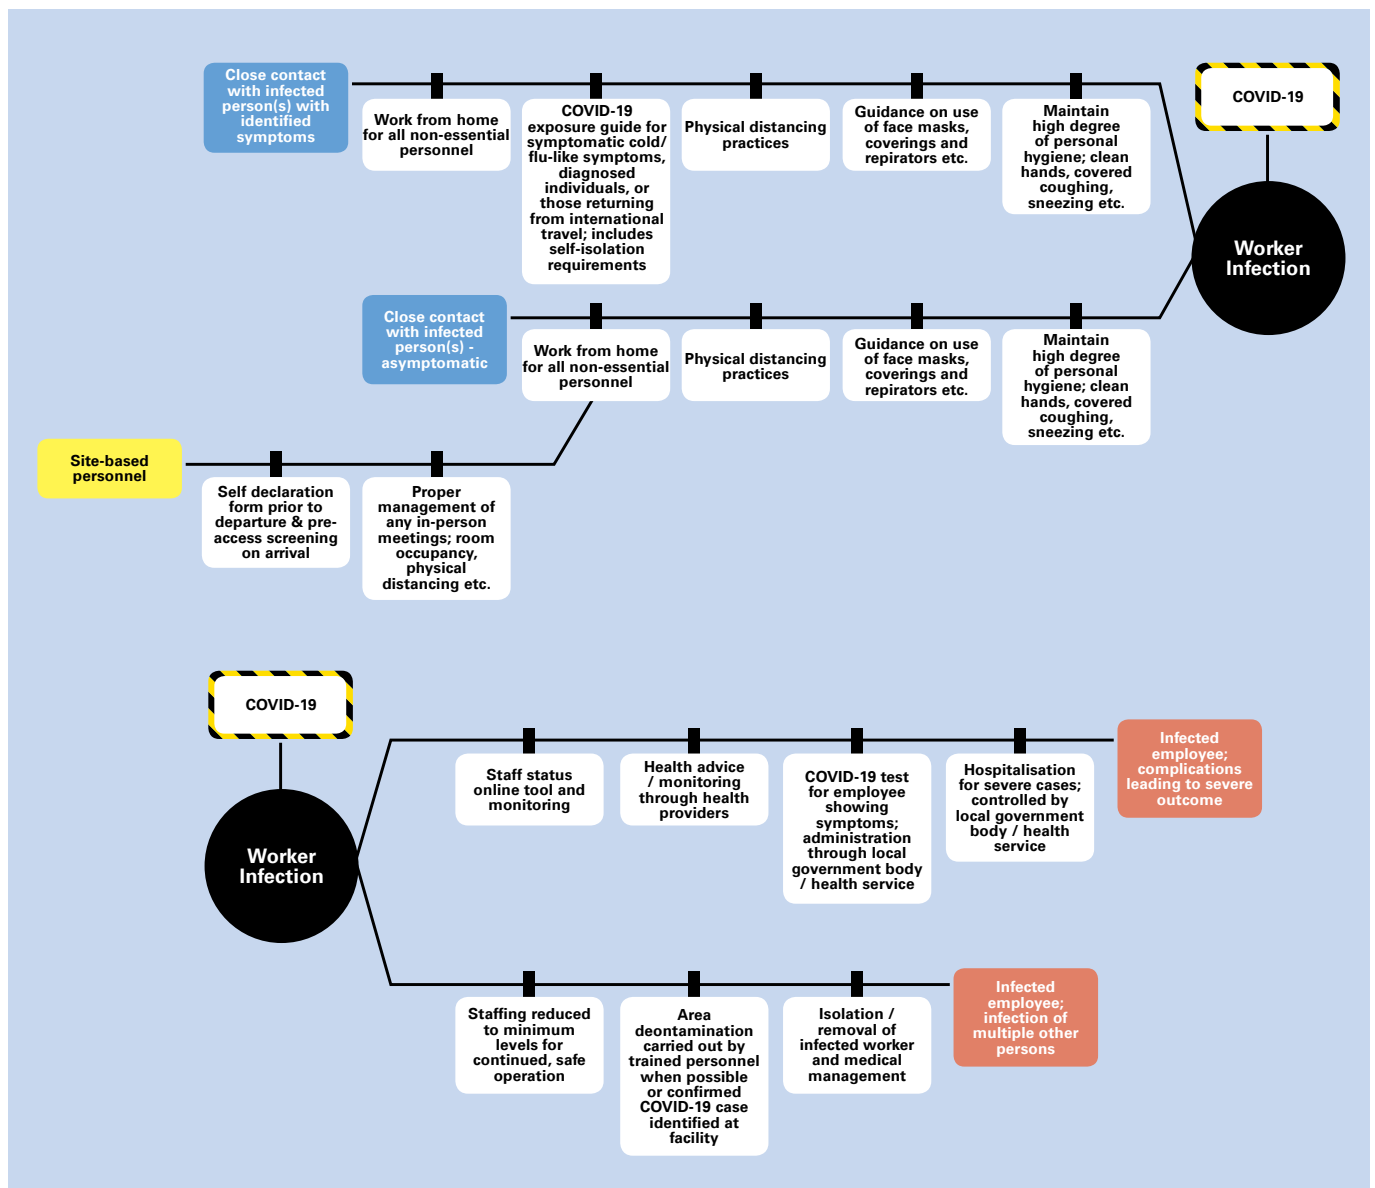 Close contact
with infected
person(s) with
identified
symptoms
Work from home
for all non-essential
personnel
COVID-19
exposure guide for
symptomatic cold/
flu-like symptoms,
diagnosed
individuals, or
those returning
from international
travel; includes
self-isolation
requirements
Physical distancing
practices
Guidance on use
of face masks,
coverings and
repirators etc.
Maintain
high degree
of personal
hygiene; clean
hands, covered
coughing,
sneezing etc.
COVID-19
Worker
Infection
Close contact
with infected
person(s) -
asymptomatic
Work from home
for all non-essential
personnel
Physical distancing
practices
Guidance on use
of face masks,
coverings and
repirators etc.
Maintain
high degree
of personal
hygiene; clean
hands, covered
coughing,
sneezing etc.
Site-based
personnel
Self declaration
form prior to
departure & pre-
access screening
on arrival
Proper
management of
any in-person
meetings; room
occupancy,
physical
distancing etc.
COVID-19
Worker
Infection
Staff status
online tool and
monitoring
Health advice
/ monitoring
through health
providers
COVID-19 test
for employee
showing
symptoms;
administration
through local
government body
/ health service
Hospitalisation
for severe cases;
controlled by
local government
body / health
service
Infected
employee;
complications
leading to severe
outcome
Staffing reduced
to minimum
levels for
continued, safe
operation
Area
deontamination
carried out by
trained personnel
when possible
or confirmed
COVID-19 case
identified at
facility
Isolation /
removal of
infected worker
and medical
management
Infected
employee;
infection of
multiple other
persons